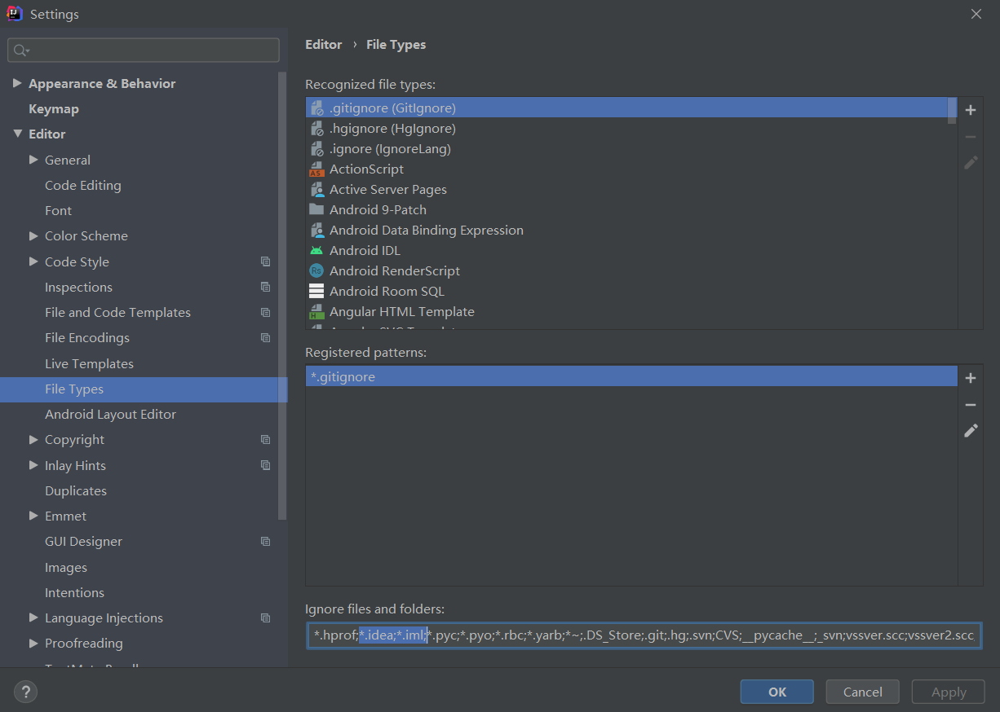 Settings
Appearance & Behavior
Keymap
Editor
General
Code Editing
Font
Color Scheme
Code Style
Inspections
File and Code Templates
File Encodings
Live Templates
File Types
Android Layout Editor
Copyright
Inlay Hints
Duplicates
Emmet
GUI Designer
Images
Intentions
Language Injections
Proofreading
Editor › File Types
Recognized file types:
.gitignore (GitIgnore)
.hgignore (HgIgnore)
.ignore (IgnoreLang)
ActionScript
Active Server Pages
Android 9-Patch
Android Data Binding Expression
Android IDL
Android RenderScript
Android Room SQL
Angular HTML Template
Registered patterns:
*.gitignore
Ignore files and folders:
*.hprof;*.idea;*.iml;*.pyc;*.pyo;*.rbc;*.yarb;*~;.DS_Store;.git;.hg;.svn;CVS;__pycache__;_svn;vssver.scc;vssver2.scc
?
OK
Cancel
Apply